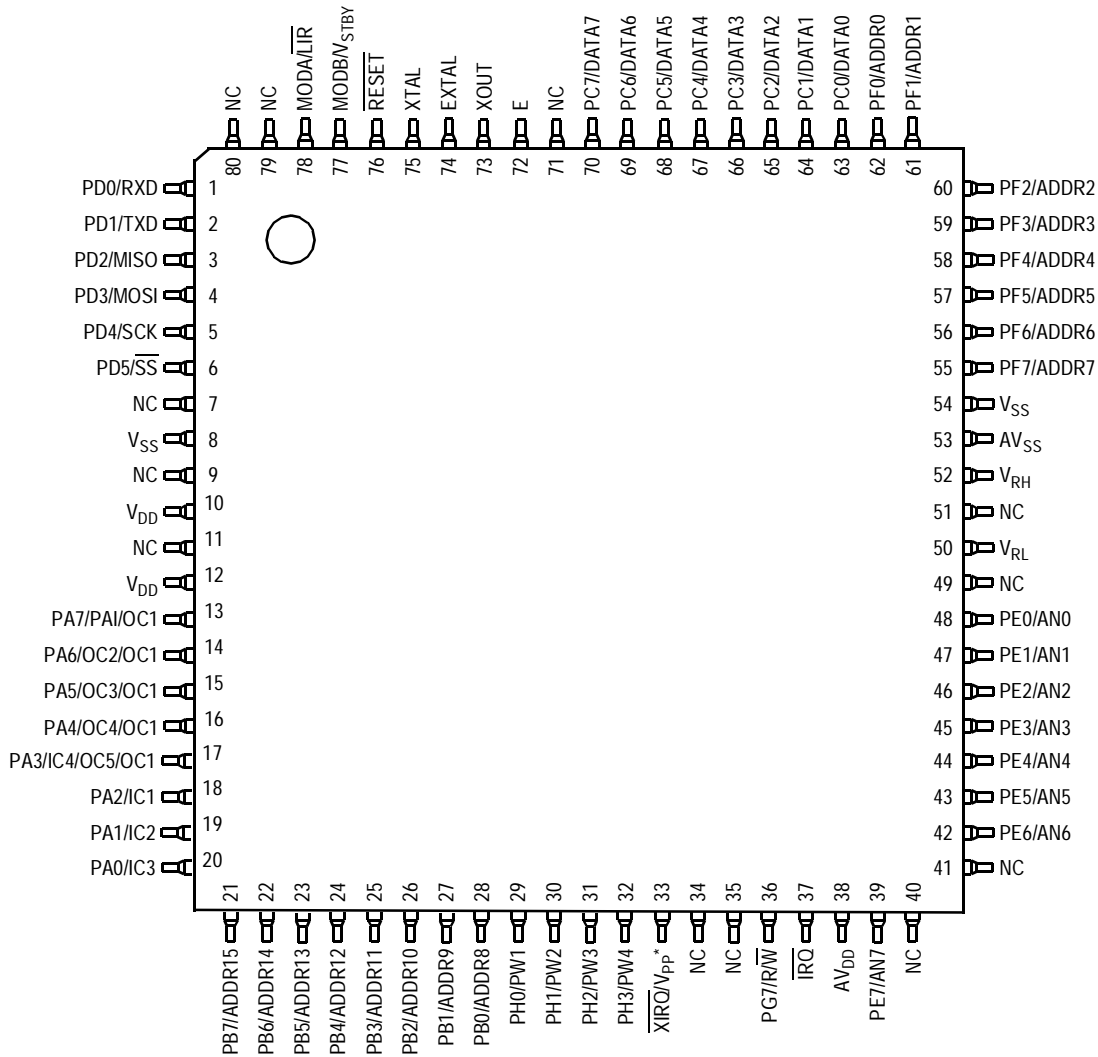 NC
NC
MODA/LIR
MODB/VSTBY
RESET
XTAL
EXTAL
XOUT
E
NC
PC7/DATA7
PC6/DATA6
PC5/DATA5
PC4/DATA4
PC3/DATA3
PC2/DATA2
PC1/DATA1
PC0/DATA0
PF0/ADDR0
PF1/ADDR1
80
79
78
77
76
75
74
73
72
71
70
69
68
67
66
65
64
63
62
61
PD0/RXD 1
PD1/TXD 2
PD2/MISO 3
PD3/MOSI 4
PD4/SCK 5
PD5/SS 6
NC 7
VSS 8
NC 9
VDD 10
NC 11
VDD 12
PA7/PAI/OC1 13
PA6/OC2/OC1 14
PA5/OC3/OC1 15
PA4/OC4/OC1 16
PA3/IC4/OC5/OC1 17
PA2/IC1 18
PA1/IC2 19
PA0/IC3 20
60 PF2/ADDR2
59 PF3/ADDR3
58 PF4/ADDR4
57 PF5/ADDR5
56 PF6/ADDR6
55 PF7/ADDR7
54 VSS
53 AVSS
52 VRH
51 NC
50 VRL
49 NC
48 PE0/AN0
47 PE1/AN1
46 PE2/AN2
45 PE3/AN3
44 PE4/AN4
43 PE5/AN5
42 PE6/AN6
41 NC
21
22
23
24
25
26
27
28
29
30
31
32
33
34
35
36
37
38
39
40
PB7/ADDR15
PB6/ADDR14
PB5/ADDR13
PB4/ADDR12
PB3/ADDR11
PB2/ADDR10
PB1/ADDR9
PB0/ADDR8
PH0/PW1
PH1/PW2
PH2/PW3
PH3/PW4
XIRQ/VPP*
NC
NC
PG7/R/W
IRQ
AVDD
PE7/AN7
NC